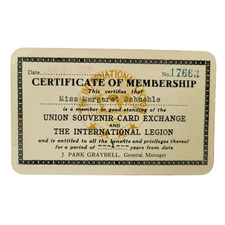 Date No. 17663
INTERNATIONAL
CERTIFICATE OF MEMBERSHIP
This certifies that
Miss Margaret Schmehle
is a member in good standing of the
UNION SOUVENIR CARD EXCHANGE
AND
THE INTERNATIONAL LEGION
and is entitled to all the benefits and privileges thereof
for a period of years from date
J. PARK GRAYBELL, General Manager